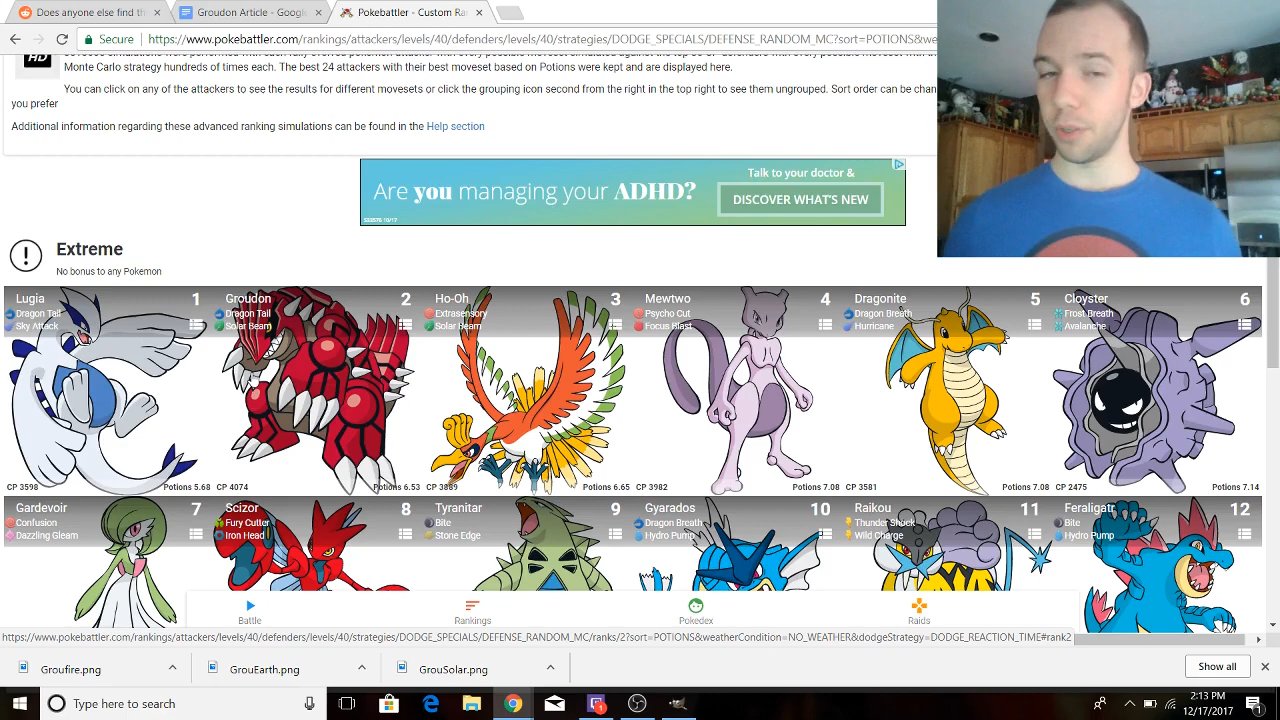 Does anyone else find th
Groudon Article - Google
Pokebattler - Custom Ra
Secure
https://www.pokebattler.com/rankings/attackers/levels/40/defenders/levels/40/strategies/DODGE_SPECIALS/DEFENSE_RANDOM_MC?sort=POTIONS&we
HD
Monte Carlo strategy hundreds of times each. The best 24 attackers with their best moveset based on Potions were kept and are displayed here.
You can click on any of the attackers to see the results for different movesets or click the grouping icon second from the right in the top right to see them ungrouped. Sort order can be chan
you prefer
Additional information regarding these advanced ranking simulations can be found in the Help section
Are you managing your ADHD?
Talk to your doctor &
DISCOVER WHAT'S NEW
Extreme
No bonus to any Pokemon
Lugia 1
Dragon Tail
Sky Attack
CP 3598 Potions 5.68
Groudon 2
Dragon Tail
Solar Beam
CP 4074 Potions 6.53
Ho-Oh 3
Extrasensory
Solar Beam
CP 3889 Potions 6.65
Mewtwo 4
Psycho Cut
Focus Blast
CP 3982 Potions 7.08
Dragonite 5
Dragon Breath
Hurricane
CP 3581 Potions 7.08
Cloyster 6
Frost Breath
Avalanche
CP 2475 Potions 7.14
Gardevoir 7
Confusion
Dazzling Gleam
Scizor 8
Fury Cutter
Iron Head
Tyranitar 9
Bite
Stone Edge
Gyarados 10
Dragon Breath
Hydro Pump
Raikou 11
Thunder Shock
Wild Charge
Feraligatr 12
Bite
Hydro Pump
Battle
Rankings
Pokedex
Raids
https://www.pokebattler.com/rankings/attackers/levels/40/defenders/levels/40/strategies/DODGE_SPECIALS/DEFENSE_RANDOM_MC/ranks/2?sort=POTIONS&weatherCondition=NO_WEATHER&dodgeStrategy=DODGE_REACTION_TIME#rank2
Groufire.png
GrouEarth.png
GrouSolar.png
Show all
Type here to search
1
2:13 PM
12/17/2017
1